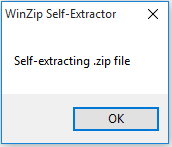 WinZip Self-Extractor
Self-extracting .zip file
OK